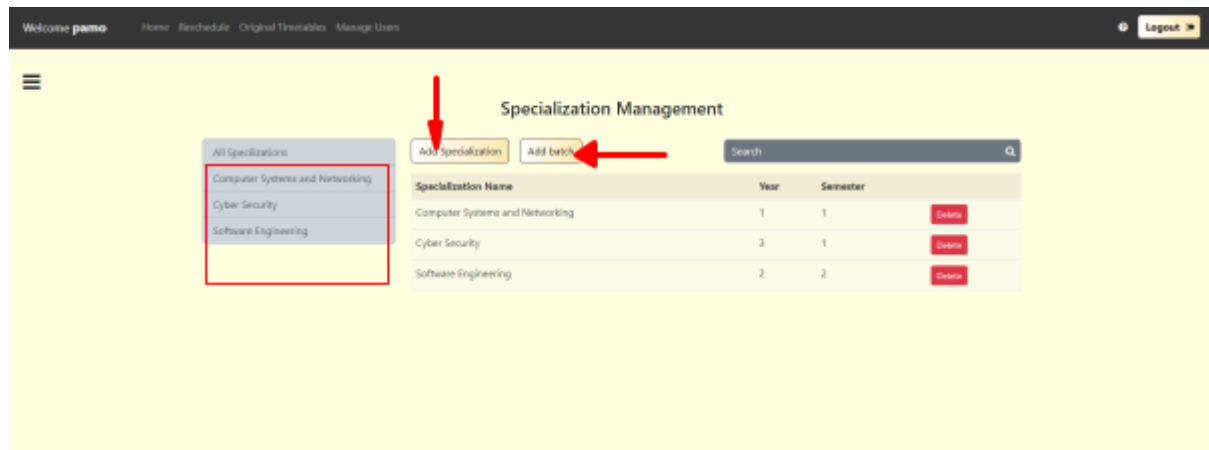 Welcome pamo Home Reschedule Original Timetables Manage Users Logout
Specialization Management
All Specilizations
Computer Systems and Networking
Cyber Security
Software Engineering
Add Specialization Add batch Search
Specialization Name Year Semester
Computer Systems and Networking 1 1 Delete
Cyber Security 3 1 Delete
Software Engineering 2 2 Delete